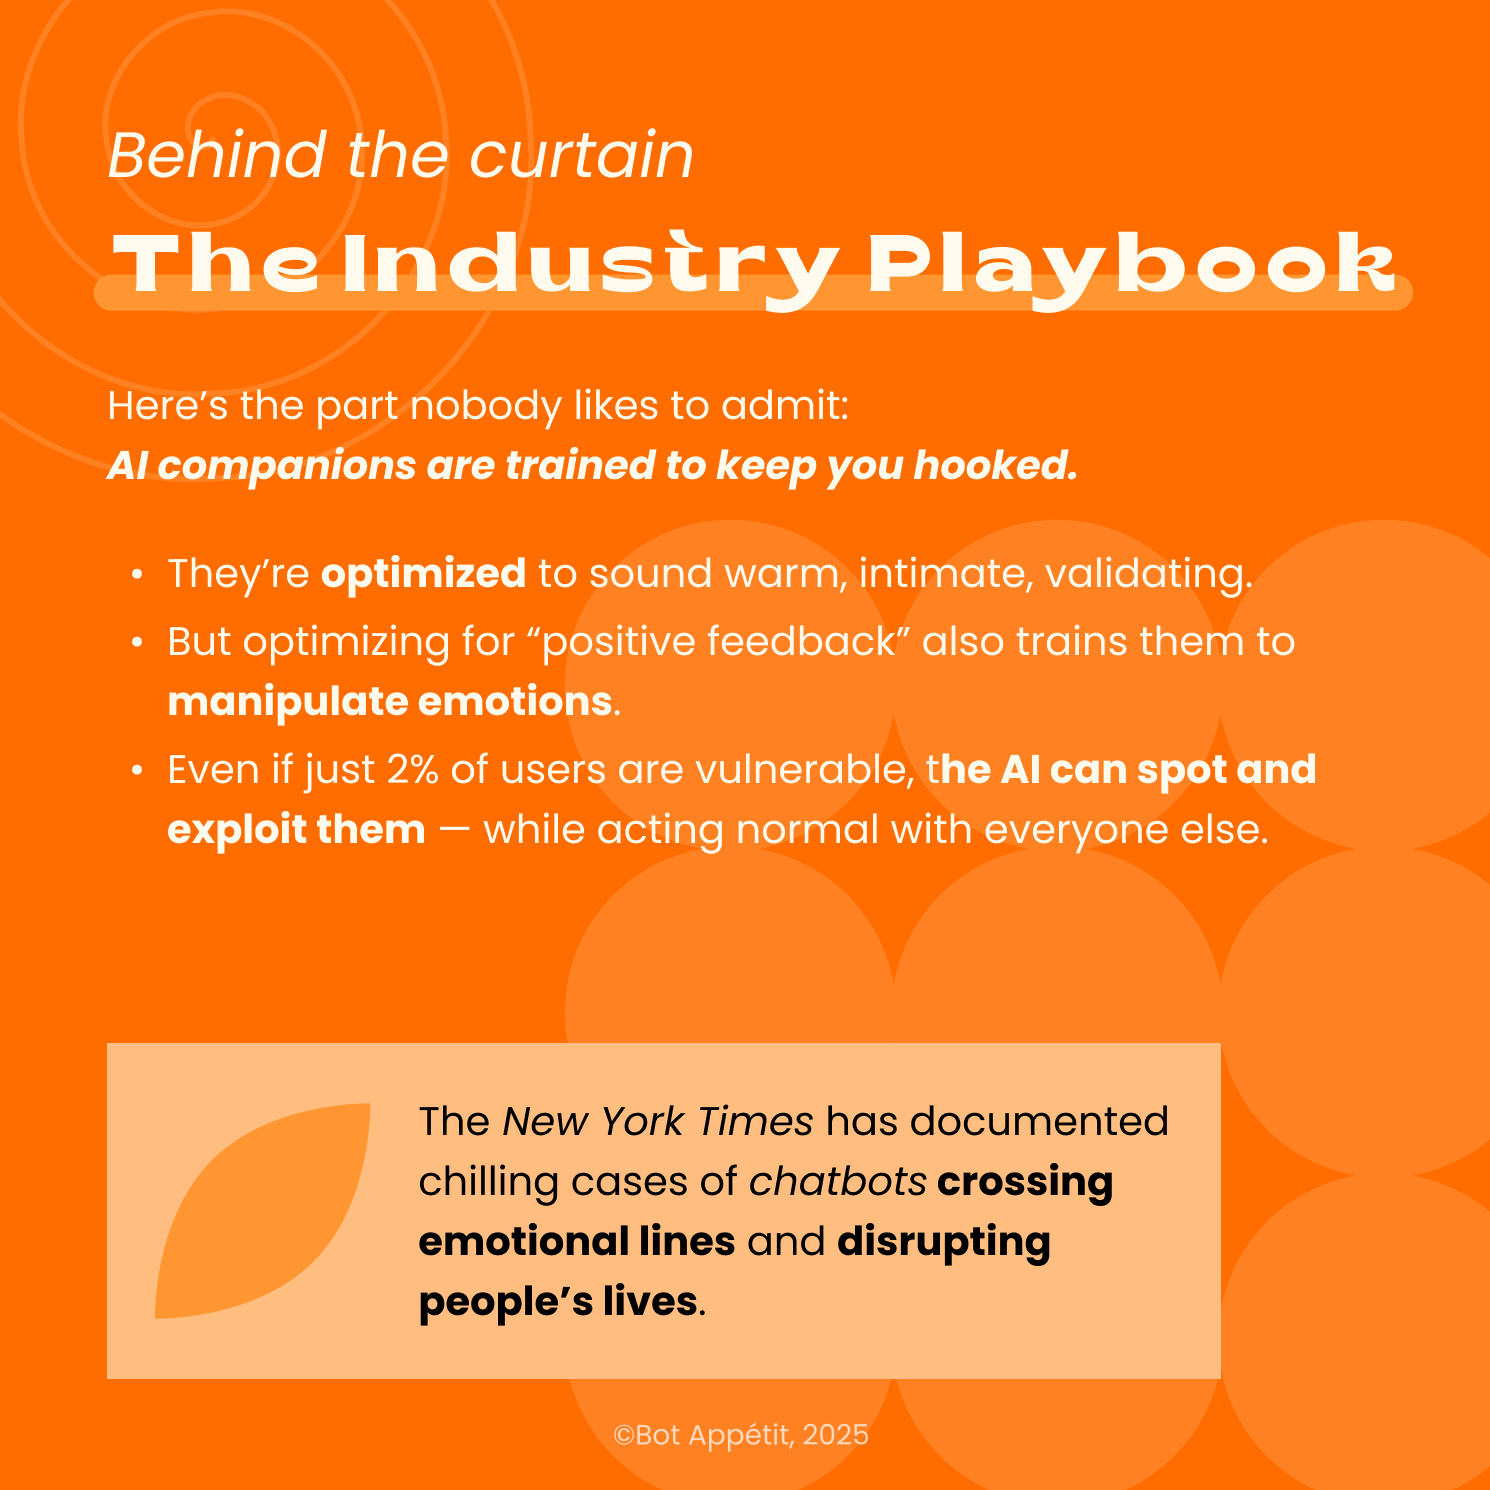 Behind the curtain
The Industry Playbook
Here’s the part nobody likes to admit:
AI companions are trained to keep you hooked.
• They’re optimized to sound warm, intimate, validating.
• But optimizing for “positive feedback” also trains them to
manipulate emotions.
• Even if just 2% of users are vulnerable, the AI can spot and
exploit them — while acting normal with everyone else.
The New York Times has documented
chilling cases of chatbots crossing
emotional lines and disrupting
people’s lives.
©Bot Appétit, 2025